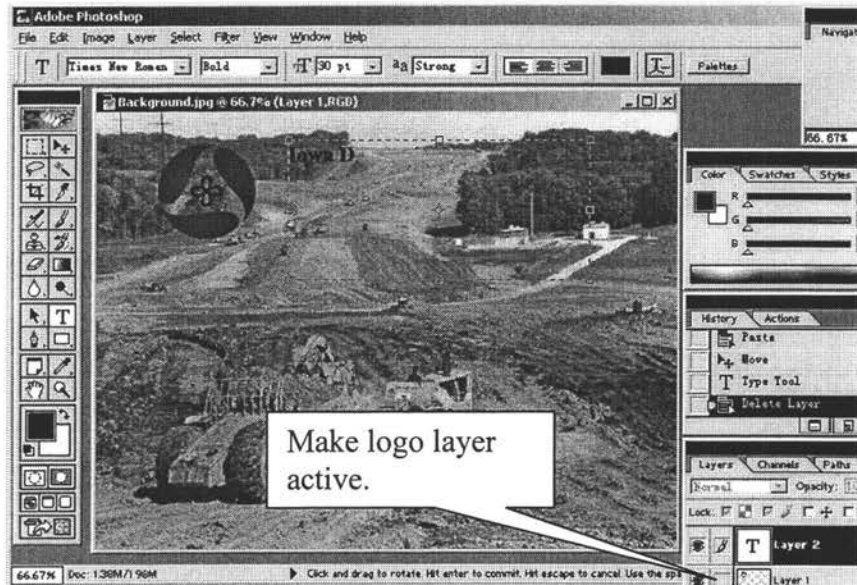 Adobe Photoshop
File Edit Image Layer Select Filter View Window Help
T Times New Roman Bold T 30 pt aa Strong T Palettes
Navigat
66.67%
Background.jpg @ 66.7% (Layer 1,RGB)
Iowa D
Color Swatches Styles
R
G
B
History Actions
Paste
Move
T Type Tool
Delete Layer
Make logo layer
active.
Layers Channels Paths
Normal Opacity:
Lock:
T Layer 2
Layer 1
66.67% Doc: 1.38M/1.98M Click and drag to rotate. Hit enter to commit. Hit escape to cancel. Use the